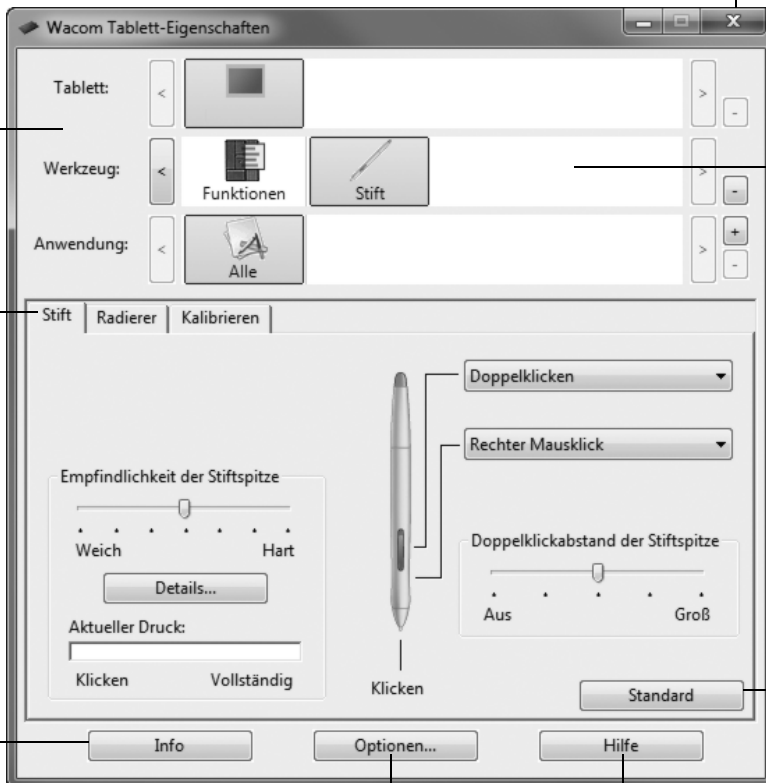 Wacom Tablett-Eigenschaften
Tablett:
Werkzeug:
Funktionen
Stift
Anwendung:
Alle
Stift
Radierer
Kalibrieren
Doppelklicken
Rechter Mausklick
Empfindlichkeit der Stiftspitze
Weich
Hart
Details...
Aktueller Druck:
Klicken
Vollständig
Klicken
Doppelklickabstand der Stiftspitze
Aus
Groß
Standard
Info
Optionen...
Hilfe